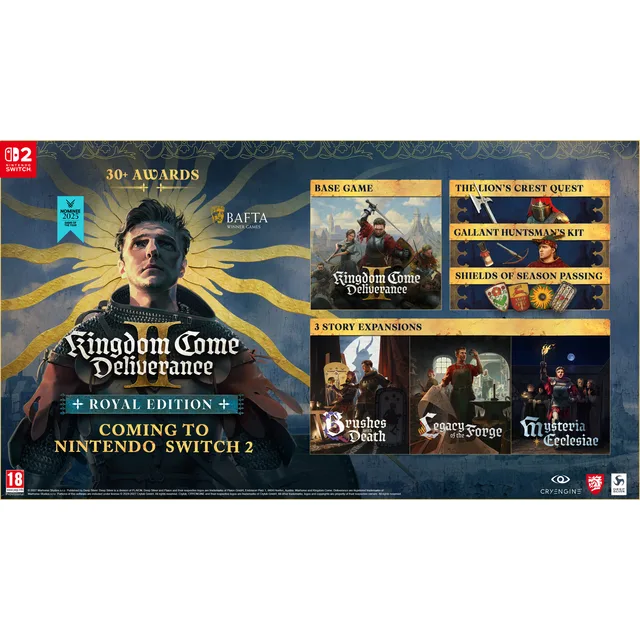 2
NINTENDO
SWITCH
30+ AWARDS
NOMINEE
2025
BAFTA
WINNER GAMES
Kingdom Come
II
Deliverance
ROYAL EDITION
COMING TO
NINTENDO SWITCH 2
18
BASE GAME
Kingdom Come
II
Deliverance
THE LION'S CREST QUEST
GALLANT HUNTSMAN'S KIT
SHIELDS OF SEASON PASSING
3 STORY EXPANSIONS
Brushes
with
Death
Legacy
of the Forge
Mysteria
Ecclesiae
CRYENGINE